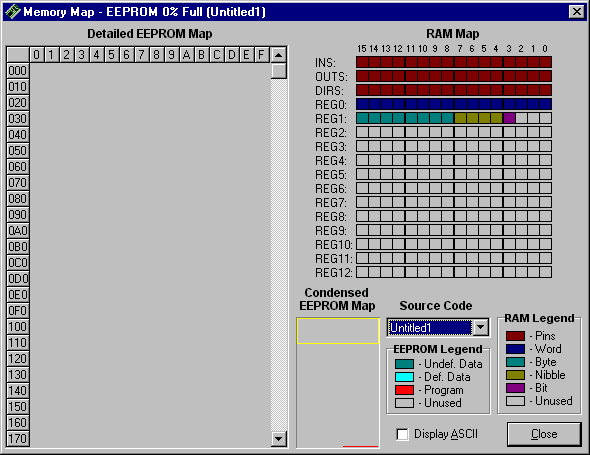 Memory Map - EEPROM 0% Full (Untitled1)
Detailed EEPROM Map
0 1 2 3 4 5 6 7 8 9 A B C D E F
000
010
020
030
040
050
060
070
080
090
0A0
0B0
0C0
0D0
0E0
0F0
100
110
120
130
140
150
160
170
RAM Map
15 14 13 12 11 10 9 8 7 6 5 4 3 2 1 0
INS:
OUTS:
DIRS:
REG0:
REG1:
REG2:
REG3:
REG4:
REG5:
REG6:
REG7:
REG8:
REG9:
REG10:
REG11:
REG12:
Condensed
EEPROM Map
Source Code
Untitled1
EEPROM Legend
- Undef. Data
- Def. Data
- Program
- Unused
Display ASCII
RAM Legend
- Pins
- Word
- Byte
- Nibble
- Bit
- Unused
Close